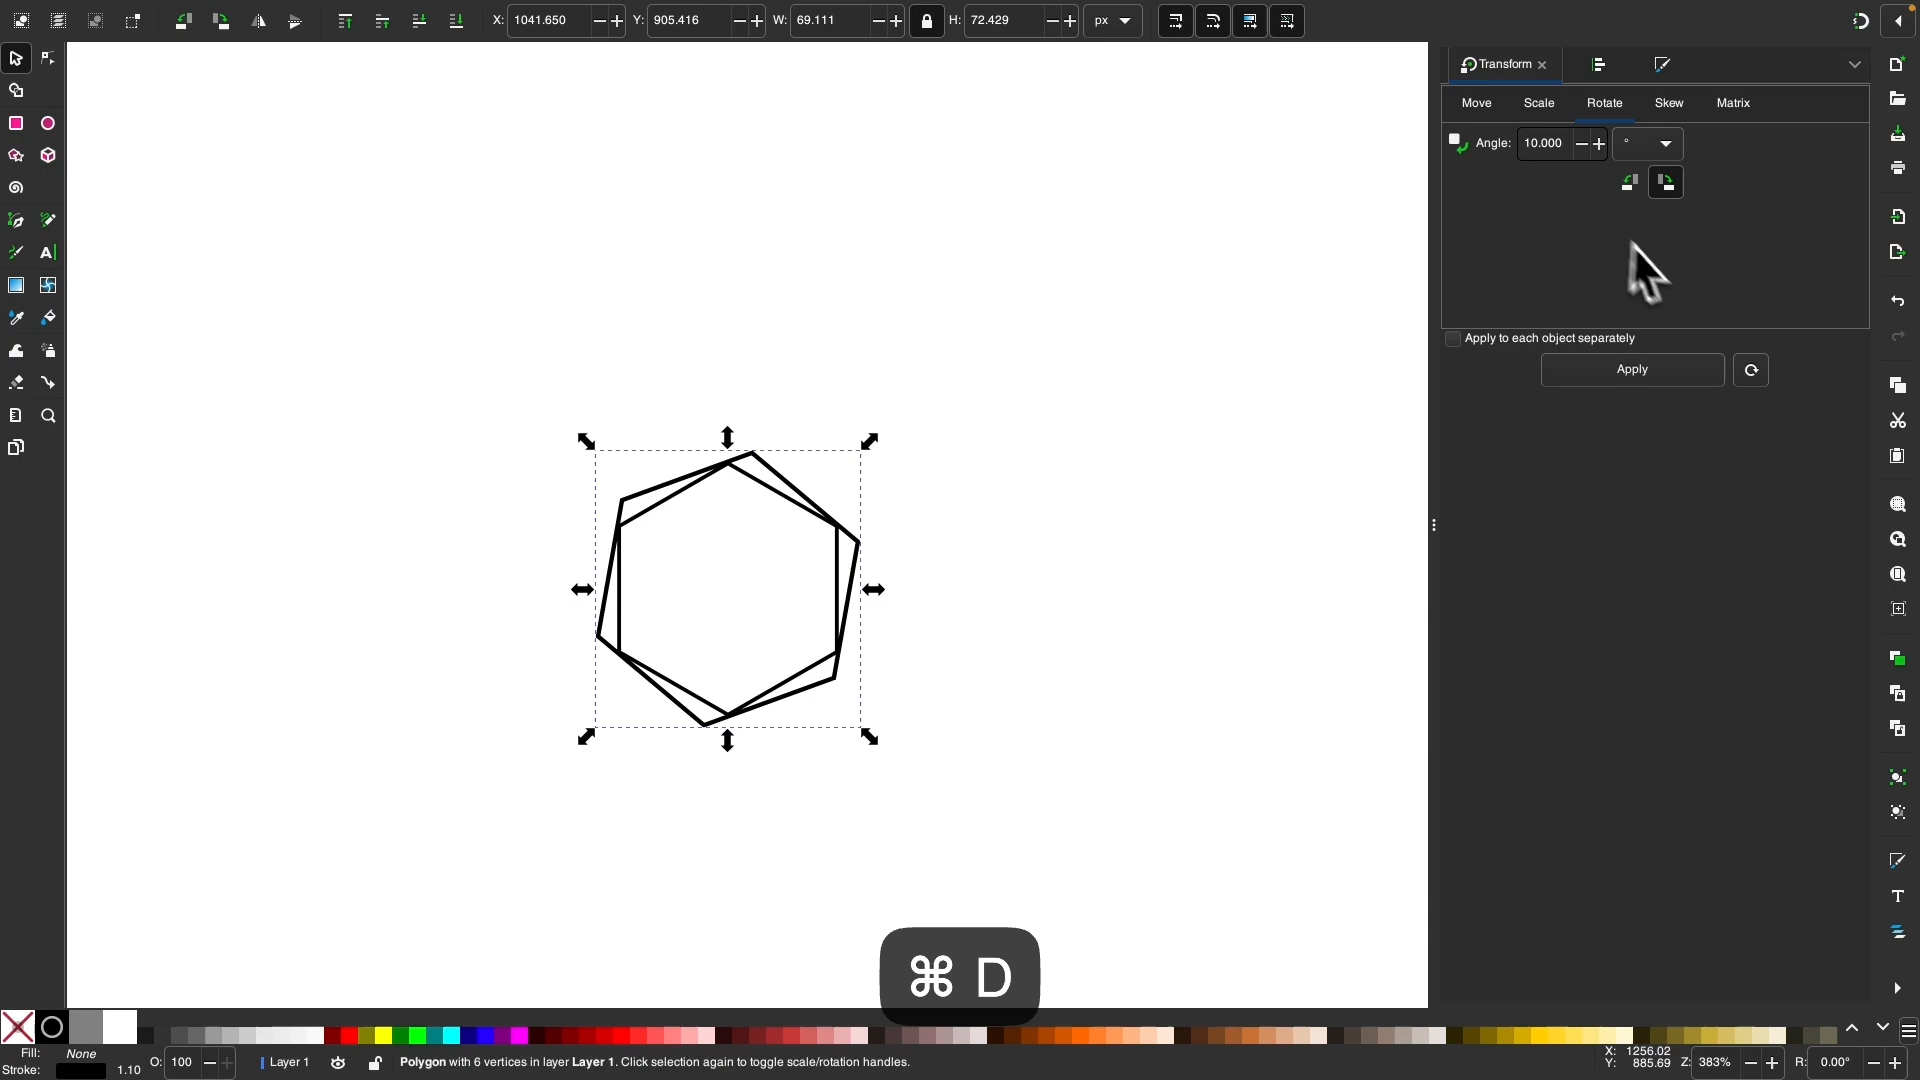 X: 1041.650 Y: 905.416 W: 69.111 H: 72.429 px
Transform
Move Scale Rotate Skew Matrix
Angle: 10.000 °
Apply to each object separately
Apply
⌘ D
Fill: None
Stroke: 1.10
O: 100
Layer 1
Polygon with 6 vertices in layer Layer 1. Click selection again to toggle scale/rotation handles.
X: 1256.02
Y: 885.69
Z: 383%
R: 0.00°